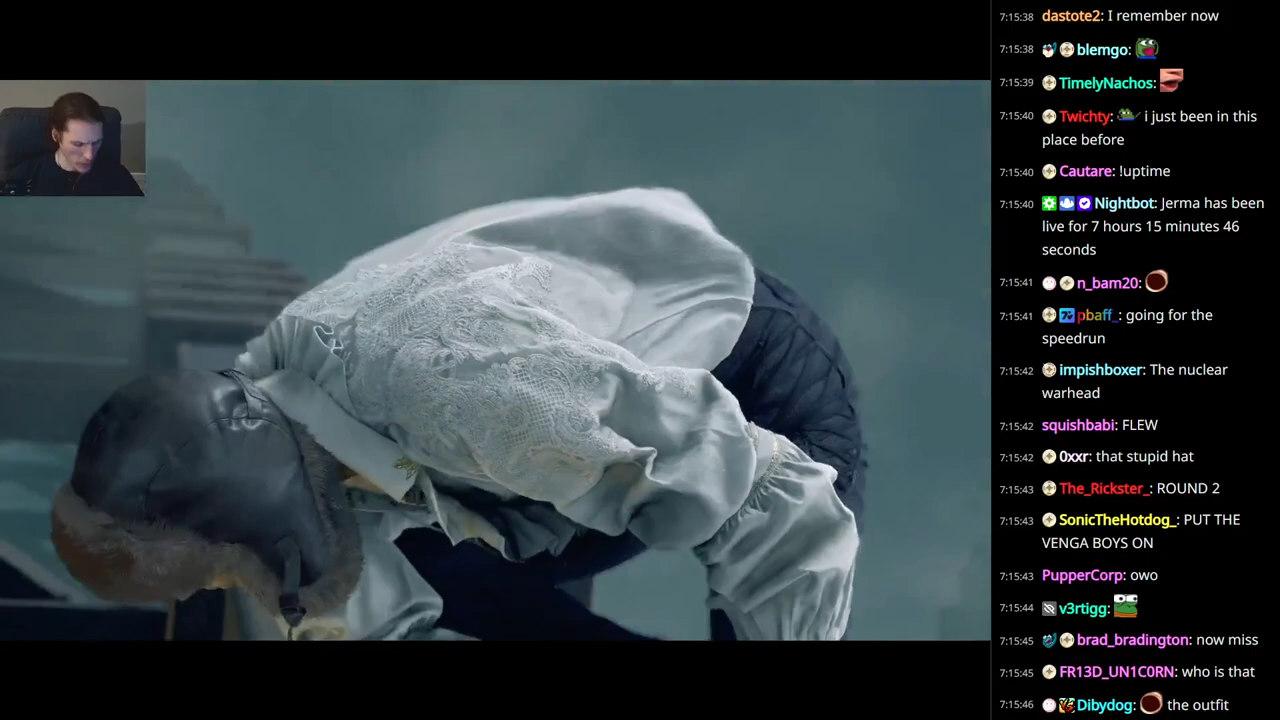 7:15:38 dastote2: I remember now
7:15:38 blemgo:
7:15:39 TimelyNachos:
7:15:40 Twichty: i just been in this
place before
7:15:40 Cautare: !uptime
7:15:40 Nightbot: Jerma has been
live for 7 hours 15 minutes 46
seconds
7:15:41 n_bam20:
7:15:41 pbaff_: going for the
speedrun
7:15:42 impishboxer: The nuclear
warhead
7:15:42 squishbabi: FLEW
7:15:42 0xxr: that stupid hat
7:15:43 The_Rickster_: ROUND 2
7:15:43 SonicTheHotdog_: PUT THE
VENGA BOYS ON
7:15:43 PupperCorp: owo
7:15:44 v3rtigg:
7:15:45 brad_bradington: now miss
7:15:45 FR13D_UN1C0RN: who is that
7:15:46 Dibydog: the outfit